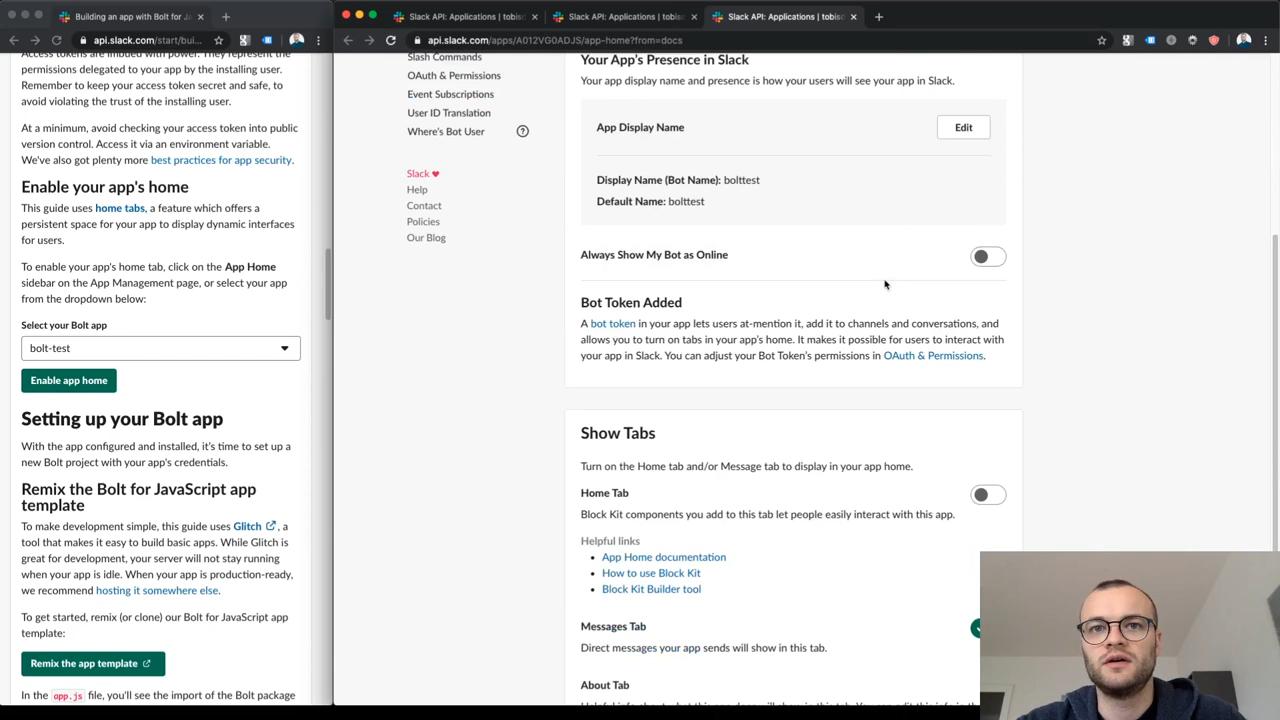 Building an app with Bolt for J
api.slack.com/start/bui...
Access tokens are imbued with power. They represent the
permissions delegated to your app by the installing user.
Remember to keep your access token secret and safe, to
avoid violating the trust of the installing user.
At a minimum, avoid checking your access token into public
version control. Access it via an environment variable.
We've also got plenty more best practices for app security.
Enable your app's home
This guide uses home tabs, a feature which offers a
persistent space for your app to display dynamic interfaces
for users.
To enable your app's home tab, click on the App Home
sidebar on the App Management page, or select your app
from the dropdown below:
Select your Bolt app
bolt-test
Enable app home
Setting up your Bolt app
With the app configured and installed, it's time to set up a
new Bolt project with your app's credentials.
Remix the Bolt for JavaScript app
template
To make development simple, this guide uses Glitch , a
tool that makes it easy to build basic apps. While Glitch is
great for development, your server will not stay running
when your app is idle. When your app is production-ready,
we recommend hosting it somewhere else.
To get started, remix (or clone) our Bolt for JavaScript app
template:
Remix the app template
In the app.js file, you'll see the import of the Bolt package
Slack API: Applications | tobisc
Slack API: Applications | tobisc
Slack API: Applications | tobisc
api.slack.com/apps/A012VG0ADJS/app-home?from=docs
Slash Commands
OAuth & Permissions
Event Subscriptions
User ID Translation
Where's Bot User
Slack
Help
Contact
Policies
Our Blog
Your App's Presence in Slack
Your app display name and presence is how your users will see your app in Slack.
App Display Name
Edit
Display Name (Bot Name): bolttest
Default Name: bolttest
Always Show My Bot as Online
Bot Token Added
A bot token in your app lets users at-mention it, add it to channels and conversations, and
allows you to turn on tabs in your app's home. It makes it possible for users to interact with
your app in Slack. You can adjust your Bot Token's permissions in OAuth & Permissions.
Show Tabs
Turn on the Home tab and/or Message tab to display in your app home.
Home Tab
Block Kit components you add to this tab let people easily interact with this app.
Helpful links
App Home documentation
How to use Block Kit
Block Kit Builder tool
Messages Tab
Direct messages your app sends will show in this tab.
About Tab